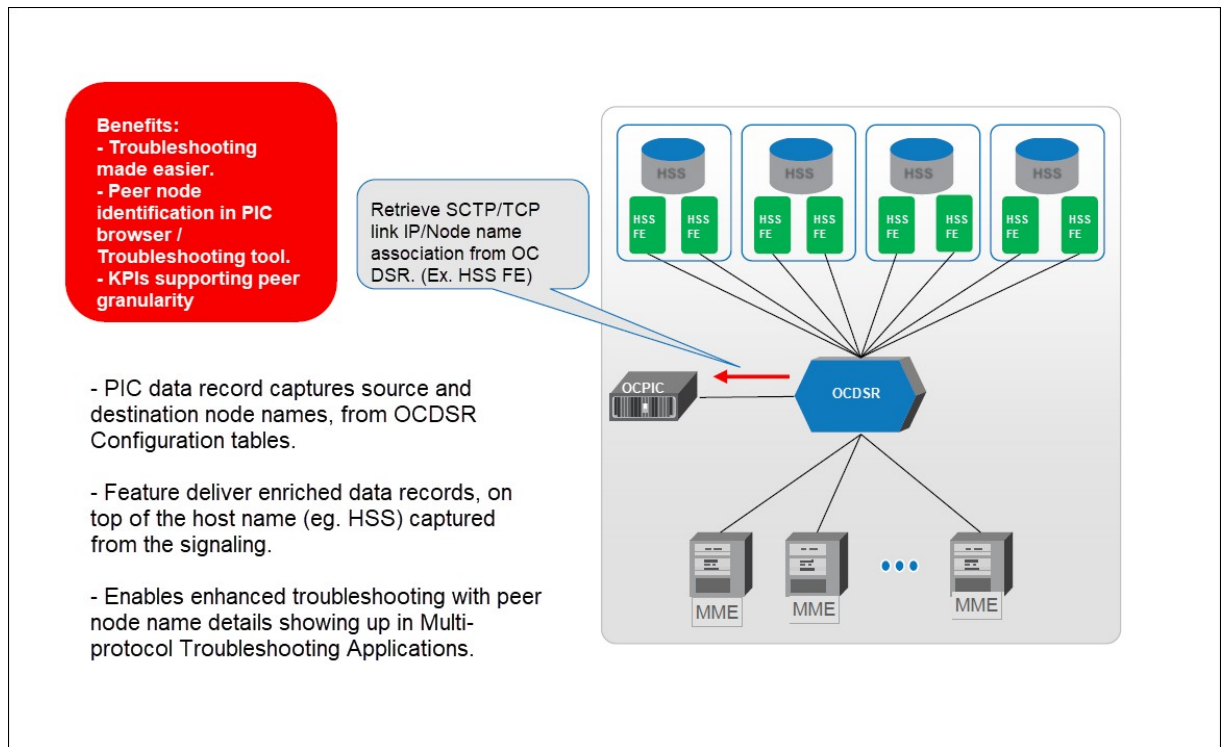 Benefits:
- Troubleshooting
made easier.
- Peer node
identification in PIC
browser /
Troubleshooting tool.
- KPIs supporting peer
granularity
Retrieve SCTP/TCP
link IP/Node name
association from OC
DSR. (Ex. HSS FE)
- PIC data record captures source and
destination node names, from OCDSR
Configuration tables.
- Feature deliver enriched data records, on
top of the host name (eg. HSS) captured
from the signaling.
- Enables enhanced troubleshooting with peer
node name details showing up in Multi-
protocol Troubleshooting Applications.
HSS
HSS
HSS
HSS
HSS
FE
HSS
FE
HSS
FE
HSS
FE
HSS
FE
HSS
FE
HSS
FE
HSS
FE
OCPIC
OCDSR
MME
MME
MME